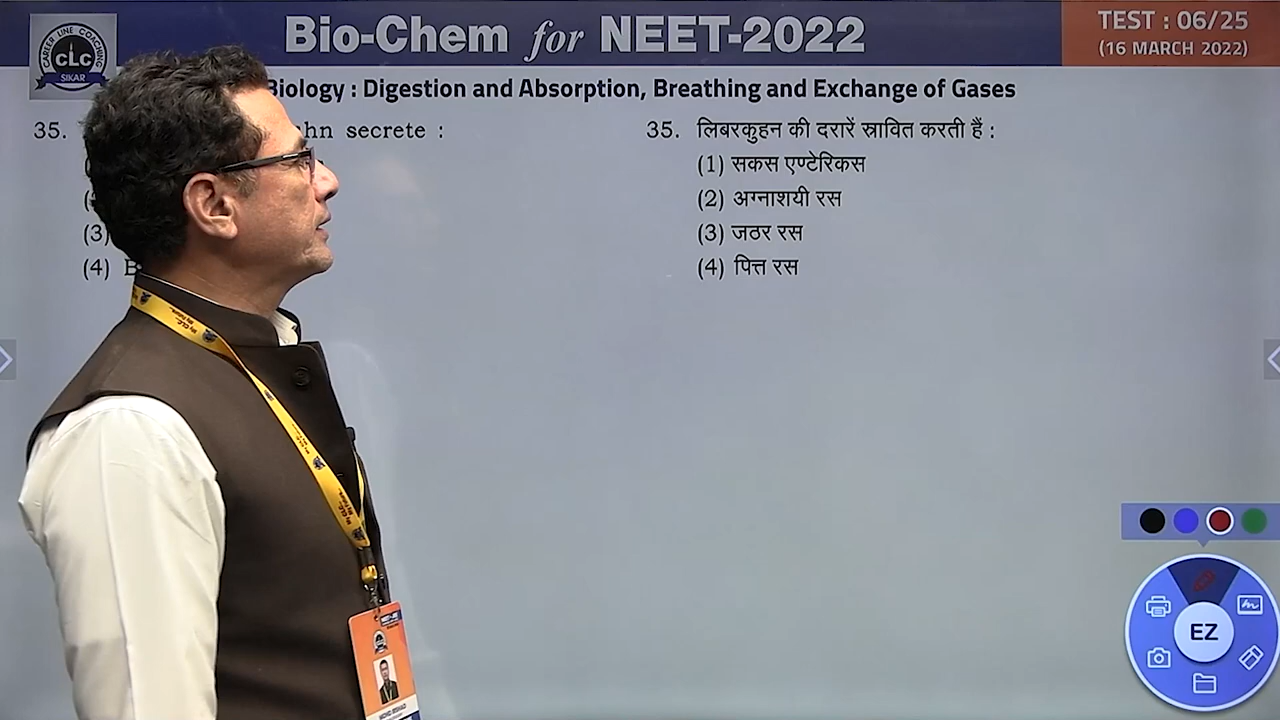 CAREER LINE COACHING
CLC
SIKAR
Bio-Chem for NEET-2022
TEST : 06/25
(16 MARCH 2022)
Biology : Digestion and Absorption, Breathing and Exchange of Gases
35.
secrete :
(3)
(4)
35. लिबरकुहन की दरारें स्रावित करती हैं :
(1) सकस एण्टेरिकस
(2) अग्नाशयी रस
(3) जठर रस
(4) पित्त रस
EZ